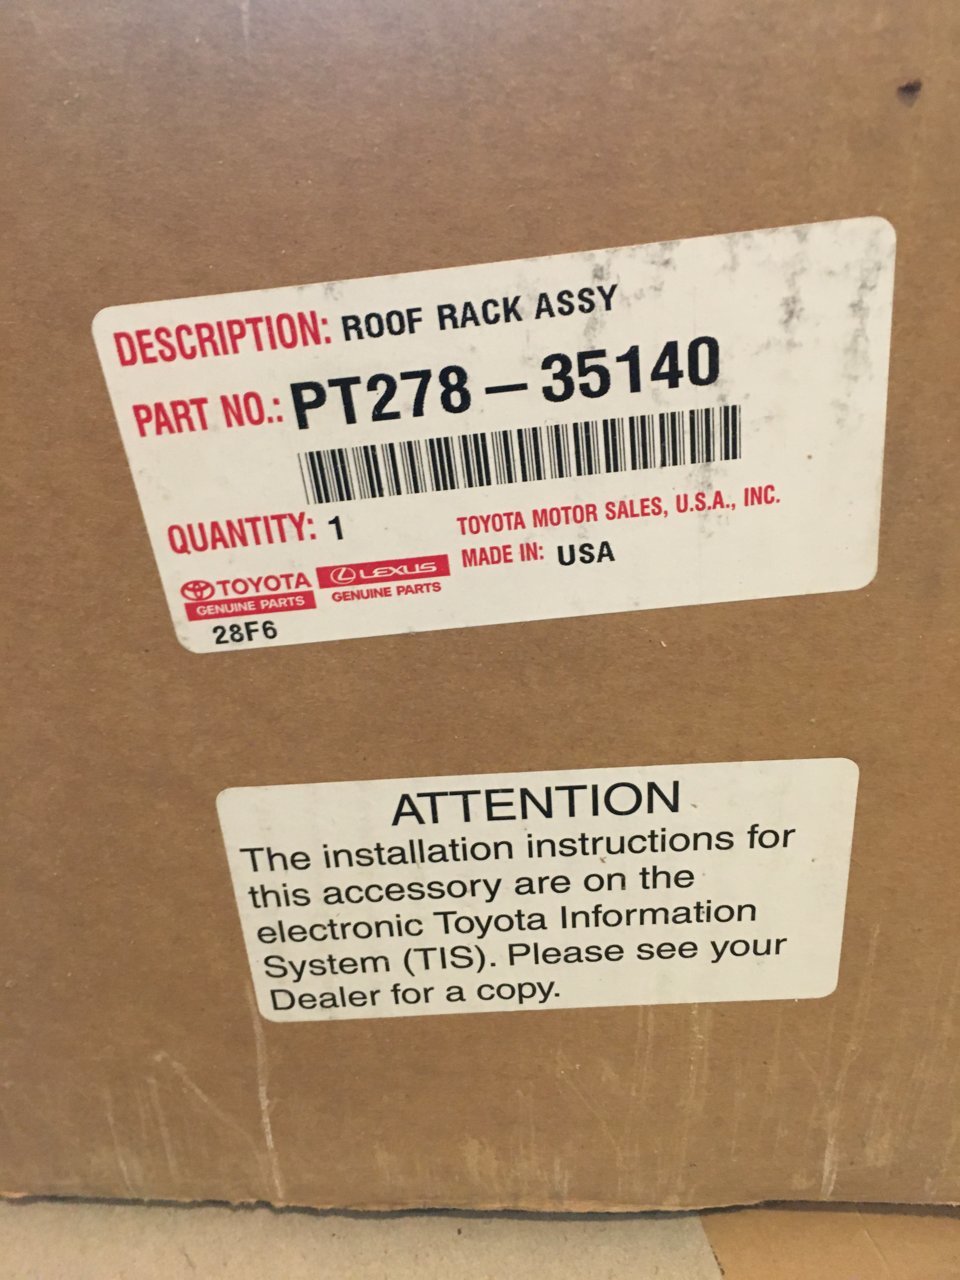 DESCRIPTION: ROOF RACK ASSY
PART NO.: PT278-35140
QUANTITY: 1
TOYOTA MOTOR SALES, U.S.A., INC.
MADE IN: USA
TOYOTA
GENUINE PARTS
LEXUS
GENUINE PARTS
28F6
ATTENTION
The installation instructions for
this accessory are on the
electronic Toyota Information
System (TIS). Please see your
Dealer for a copy.